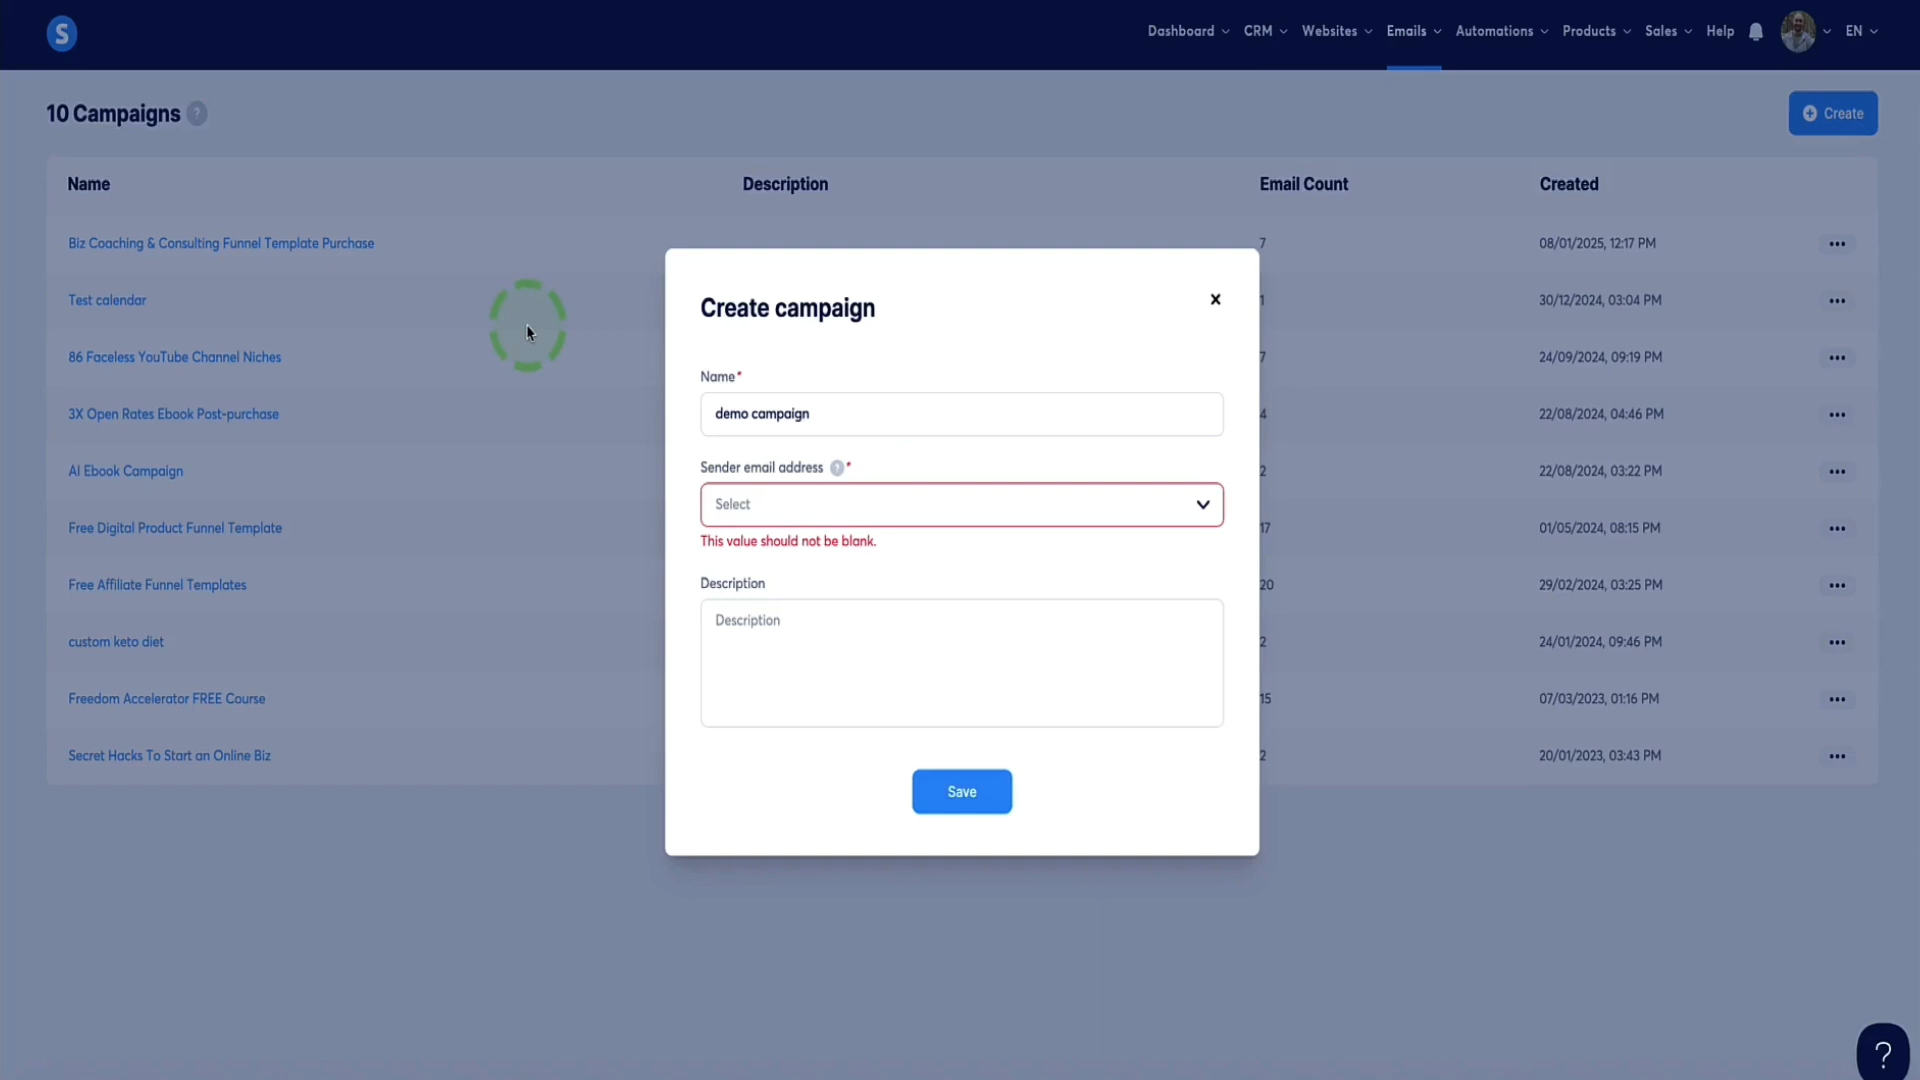 S
Dashboard CRM Websites Emails Automations Products Sales Help EN
10 Campaigns ?
Create
Name Description Email Count Created
Biz Coaching & Consulting Funnel Template Purchase 7 08/01/2025, 12:17 PM
Test calendar 1 30/12/2024, 03:04 PM
86 Faceless YouTube Channel Niches 7 24/09/2024, 09:19 PM
3X Open Rates Ebook Post-purchase 4 22/08/2024, 04:46 PM
AI Ebook Campaign 2 22/08/2024, 03:22 PM
Free Digital Product Funnel Template 17 01/05/2024, 08:15 PM
Free Affiliate Funnel Templates 20 29/02/2024, 03:25 PM
custom keto diet 2 24/01/2024, 09:46 PM
Freedom Accelerator FREE Course 15 07/03/2023, 01:16 PM
Secret Hacks To Start an Online Biz 2 20/01/2023, 03:43 PM
Create campaign
Name*
demo campaign
Sender email address ?*
Select
This value should not be blank.
Description
Description
Save
?